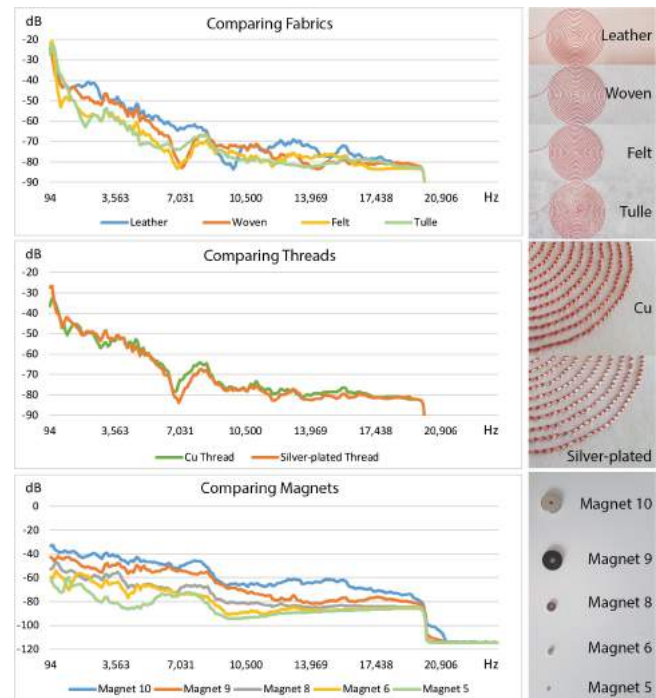 Comparing Fabrics
dB
-20
-30
-40
-50
-60
-70
-80
-90
94 3,563 7,031 10,500 13,969 17,438 20,906 Hz
Leather Woven Felt Tulle
Leather
Woven
Felt
Tulle
Comparing Threads
dB
-20
-30
-40
-50
-60
-70
-80
-90
94 3,563 7,031 10,500 13,969 17,438 20,906 Hz
Cu Thread Silver-plated Thread
Cu
Silver-plated
Comparing Magnets
dB
0
-20
-40
-60
-80
-100
-120
94 3,563 7,031 10,500 13,969 17,438 20,906 Hz
Magnet 10 Magnet 9 Magnet 8 Magnet 6 Magnet 5
Magnet 10
Magnet 9
Magnet 8
Magnet 6
Magnet 5